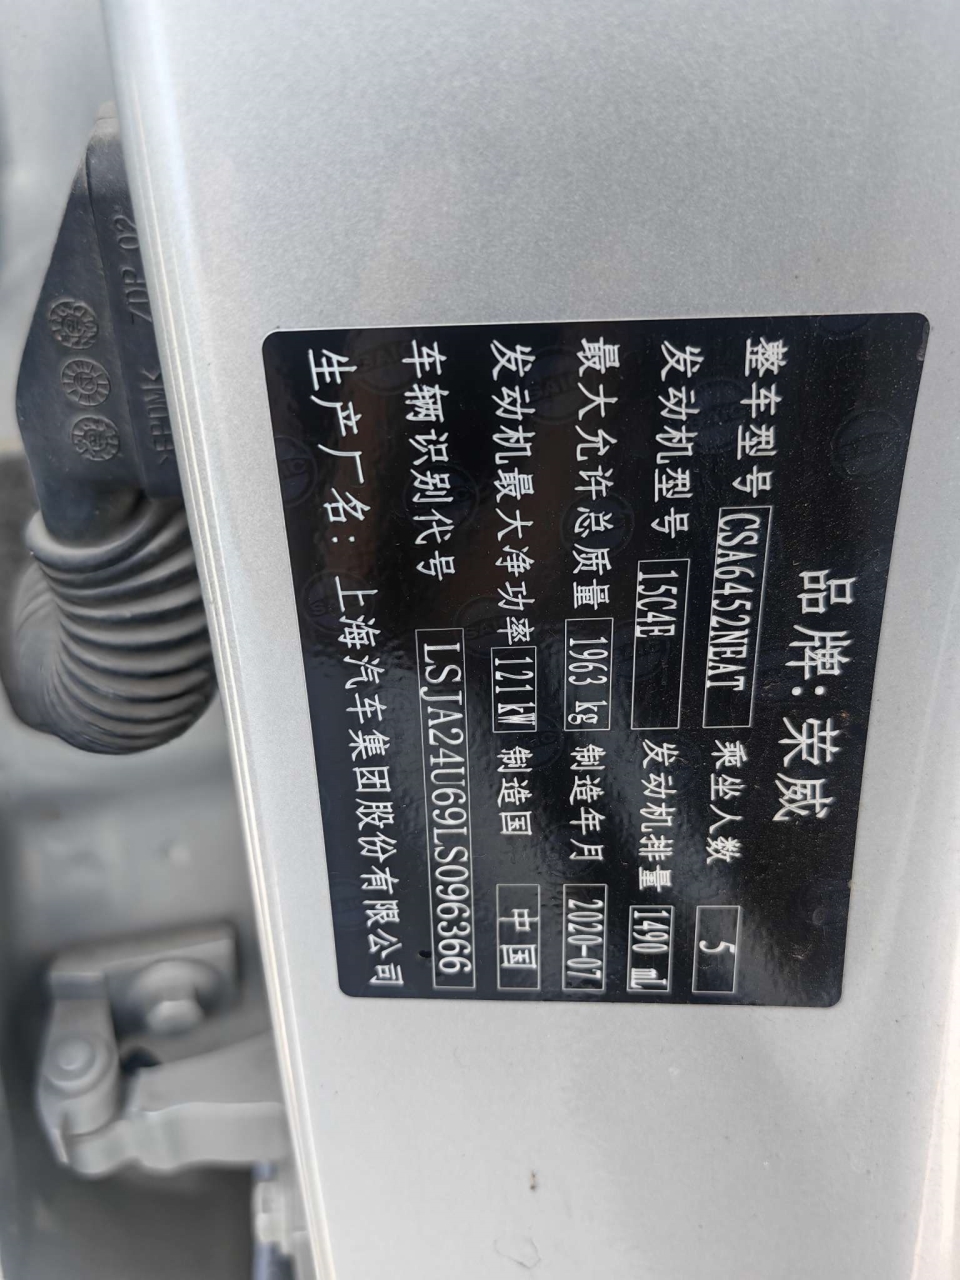 品牌: 荣威
整车型号 CSA6452NEAT 乘坐人数 5
发动机型号 15C4E 发动机排量 1490 mL
最大允许总质量 1963 kg 制造年月 2020-07
发动机最大净功率 121 kW 制造国 中国
车辆识别代号 LSJA24U69LS096366
生产厂名: 上海汽车集团股份有限公司